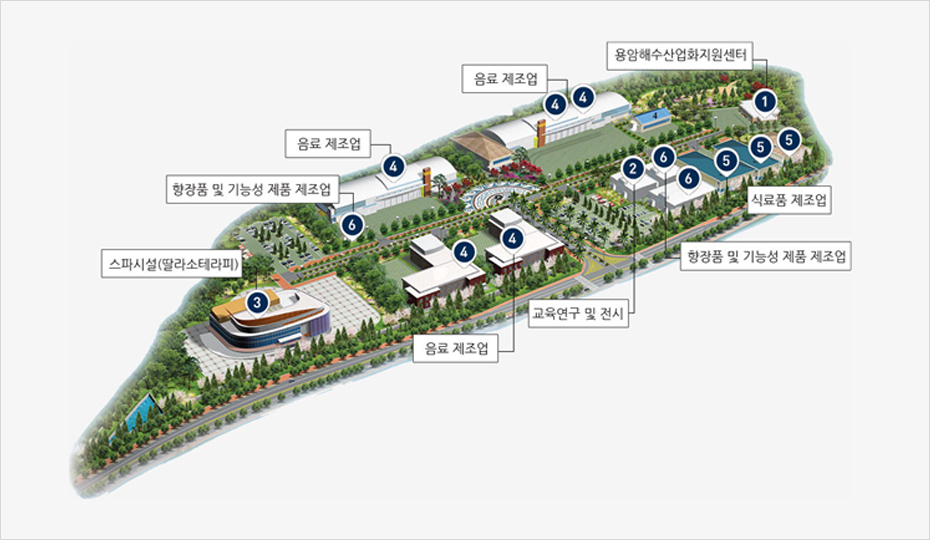 용암해수산업화지원센터
음료 제조업
4
4
1
4
음료 제조업
4
5
5
5
6
2
6
향장품 및 기능성 제품 제조업
6
식료품 제조업
4
4
스파시설(딸라소테라피)
향장품 및 기능성 제품 제조업
3
교육연구 및 전시
음료 제조업